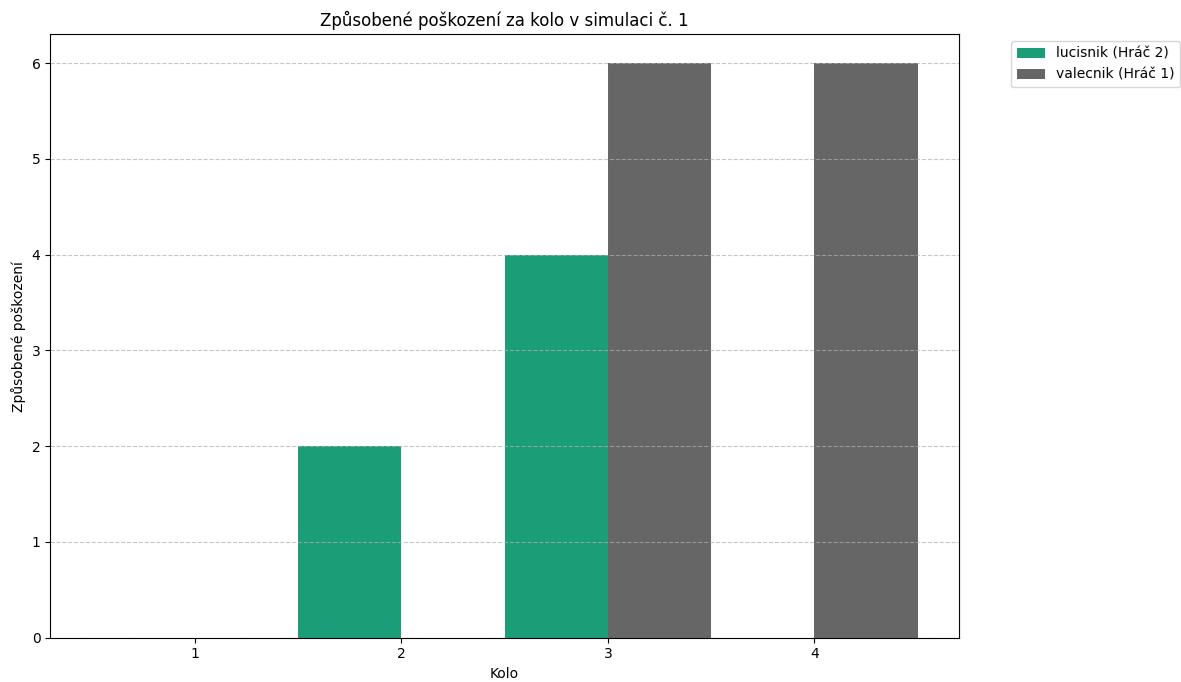 Způsobené poškození za kolo v simulaci č. 1
lucisnik (Hráč 2)
valecnik (Hráč 1)
Způsobené poškození
6
5
4
3
2
1
0
1 2 3 4
Kolo